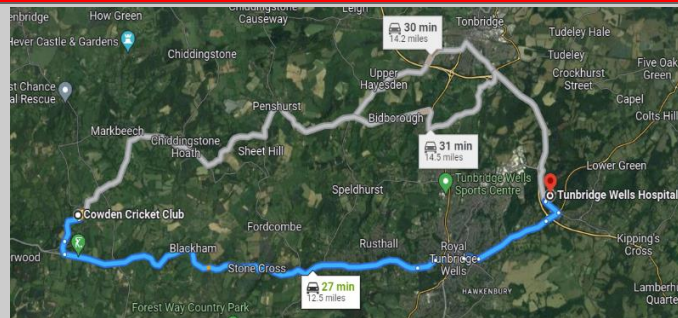 enbridge
How Green
Chiddingstone
Causeway
Leigh
Tonbridge
Hever Castle & Gardens
30 min
14.2 miles
Tudeley Hale
Chiddingstone
Tudeley
Five Oak
Green
st Chance
al Rescue
Upper
Haysden
Crockhurst
Street
Capel
Penshurst
Colts Hill
Markbeech
Bidborough
Chiddingstone
Hoath
Sheet Hill
31 min
14.5 miles
Lower Green
Speldhurst
Tunbridge Wells
Sports Centre
Tunbridge Wells Hospital
Cowden Cricket Club
Fordcombe
Kipping's
Cross
Rusthall
Royal
Tunbridge
Wells
Blackham
rwood
Stone Cross
27 min
12.5 miles
HAWKENBURY
Lamberhu
Quarte
Forest Way Country Park